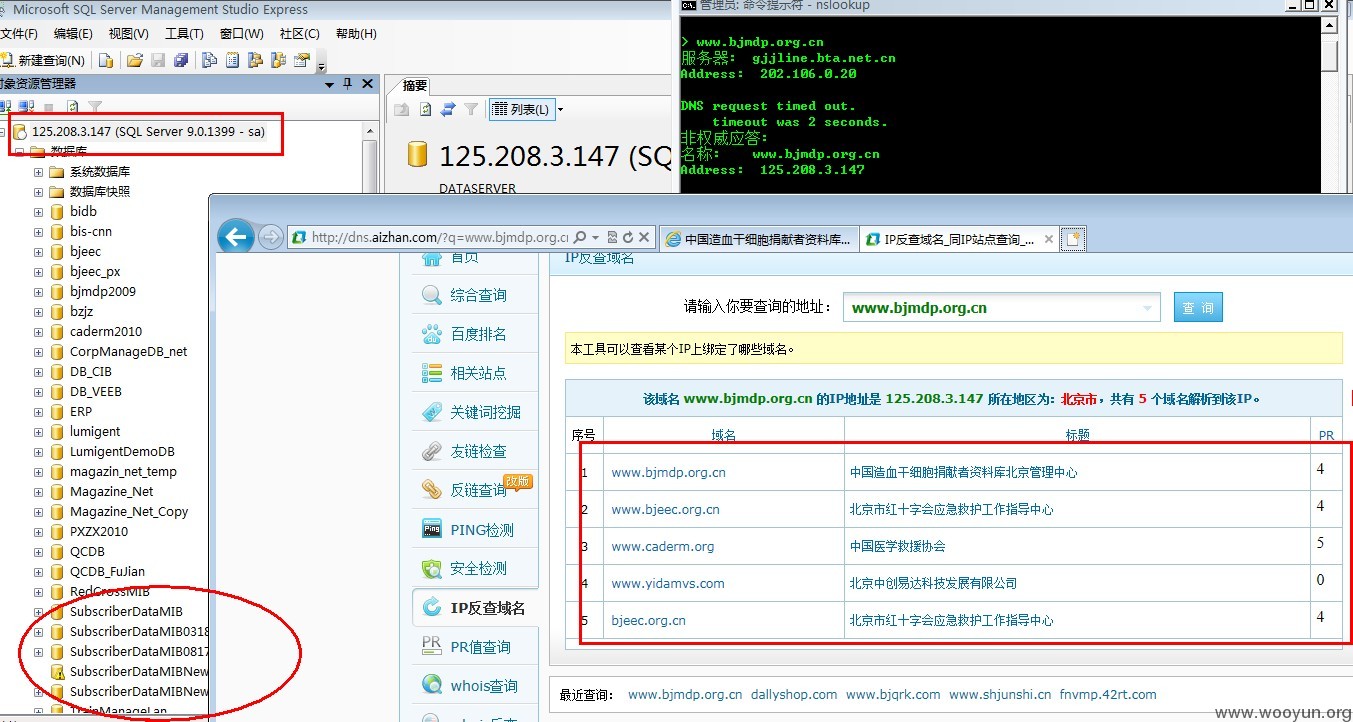 Microsoft SQL Server Management Studio Express
文件(F) 编辑(E) 视图(V) 工具(T) 窗口(W) 社区(C) 帮助(H)
新建查询(N)
对象资源管理器
125.208.3.147 (SQL Server 9.0.1399 - sa)
数据库
系统数据库
数据库快照
bidb
bis-cnn
bjeec
bjeec_px
bjmdp2009
bzjz
caderm2010
CorpManageDB_net
DB_CIB
DB_VEEB
ERP
lumigent
LumigentDemoDB
magazin_net_temp
Magazine_Net
Magazine_Net_Copy
PXZX2010
QCDB
QCDB_FuJian
RedCrossMIB
SubscriberDataMIB
SubscriberDataMIB0318
SubscriberDataMIB0817
SubscriberDataMIBNew
SubscriberDataMIBNew
TrainManageLan
摘要
列表(L)
125.208.3.147 (SQ
DATASERVER
管理员: 命令提示符 - nslookup
> www.bjmdp.org.cn
服务器: gjjline.bta.net.cn
Address: 202.106.0.20
DNS request timed out.
timeout was 2 seconds.
非权威应答:
名称: www.bjmdp.org.cn
Address: 125.208.3.147
http://dns.aizhan.com/?q=www.bjmdp.org.c
中国造血干细胞捐献者资料库...
IP反查域名_同IP站点查询_...
首页
综合查询
百度排名
相关站点
关键词挖掘
友链检查
反链查询
改版
PING检测
安全检测
IP反查域名
PR值查询
whois查询
IP反查域名
请输入你要查询的地址: www.bjmdp.org.cn 查 询
本工具可以查看某个IP上绑定了哪些域名。
该域名 www.bjmdp.org.cn 的IP地址是 125.208.3.147 所在地区为: 北京市, 共有 5 个域名解析到该IP。
序号 域名 标题 PR
1 www.bjmdp.org.cn 中国造血干细胞捐献者资料库北京管理中心 4
2 www.bjeec.org.cn 北京市红十字会应急救护工作指导中心 4
3 www.caderm.org 中国医学救援协会 5
4 www.yidamvs.com 北京中创易达科技发展有限公司 0
5 bjeec.org.cn 北京市红十字会应急救护工作指导中心 4
最近查询: www.bjmdp.org.cn dallyshop.com www.bjqrk.com www.shjunshi.cn fnvmp.42rt.com
www.wooyun.org